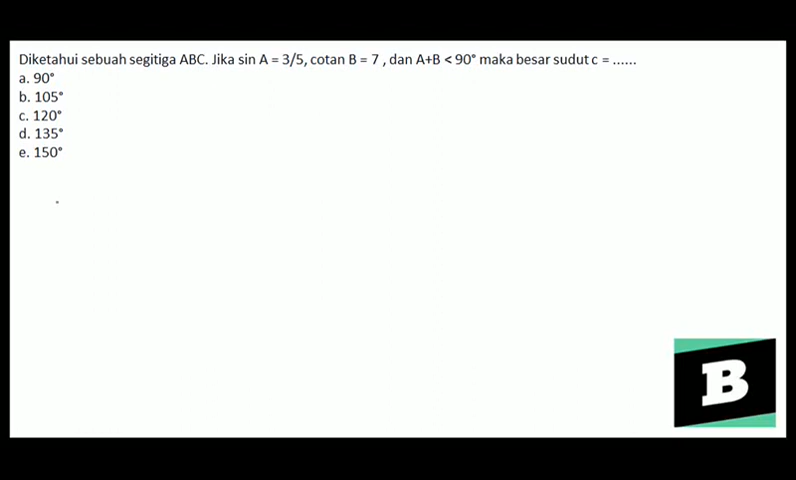 Diketahui sebuah segitiga ABC. Jika sin A = 3/5, cotan B = 7 , dan A+B < 90° maka besar sudut c = ......
a. 90°
b. 105°
c. 120°
d. 135°
e. 150°
B